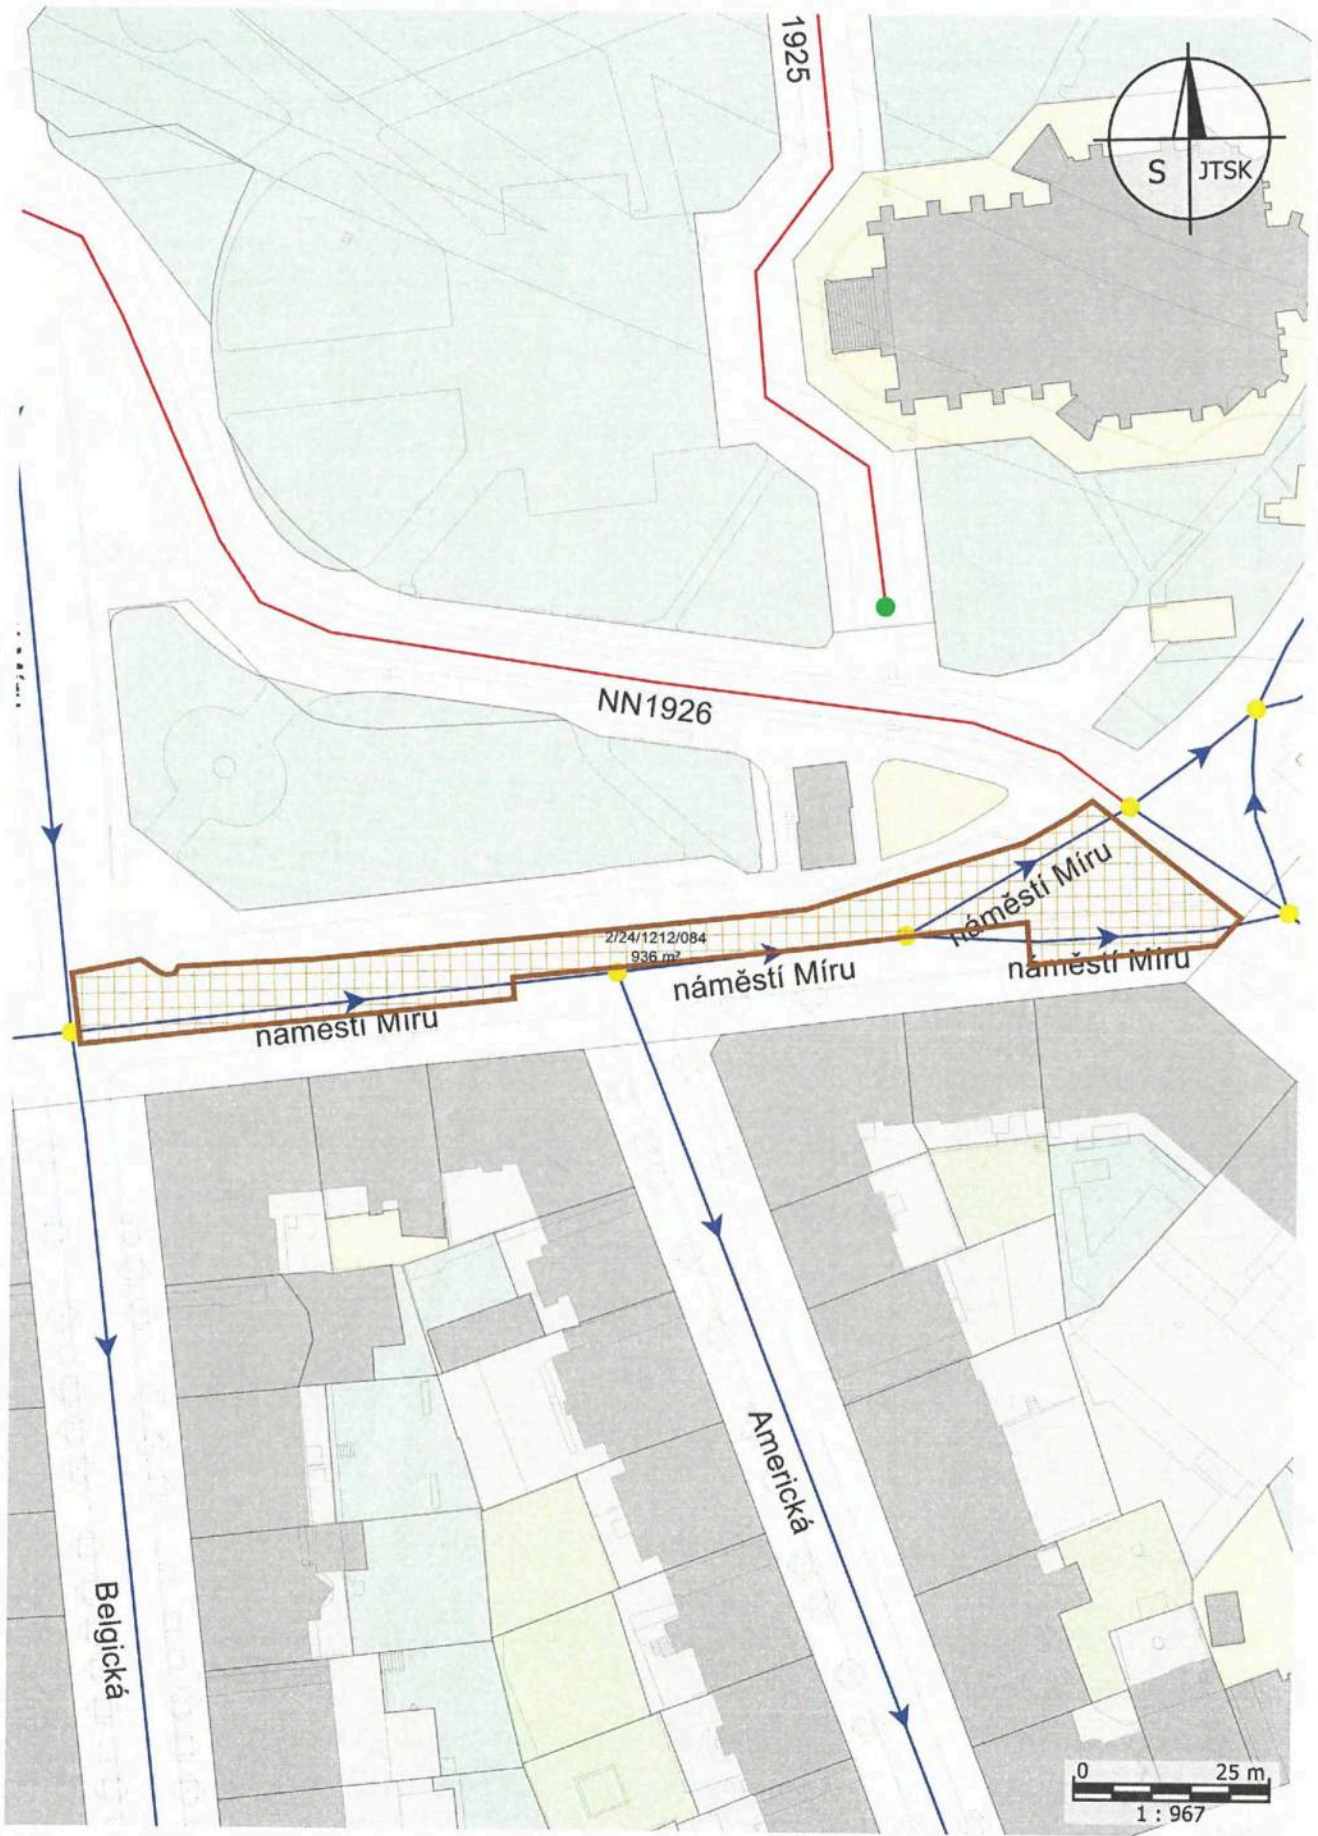 1925
S JTSK
NN1926
náměstí Míru
2/24/1212/084
936 m²
náměstí Míru
náměstí Míru
náměstí Míru
Americká
Belgická
0 25 m
1 : 967